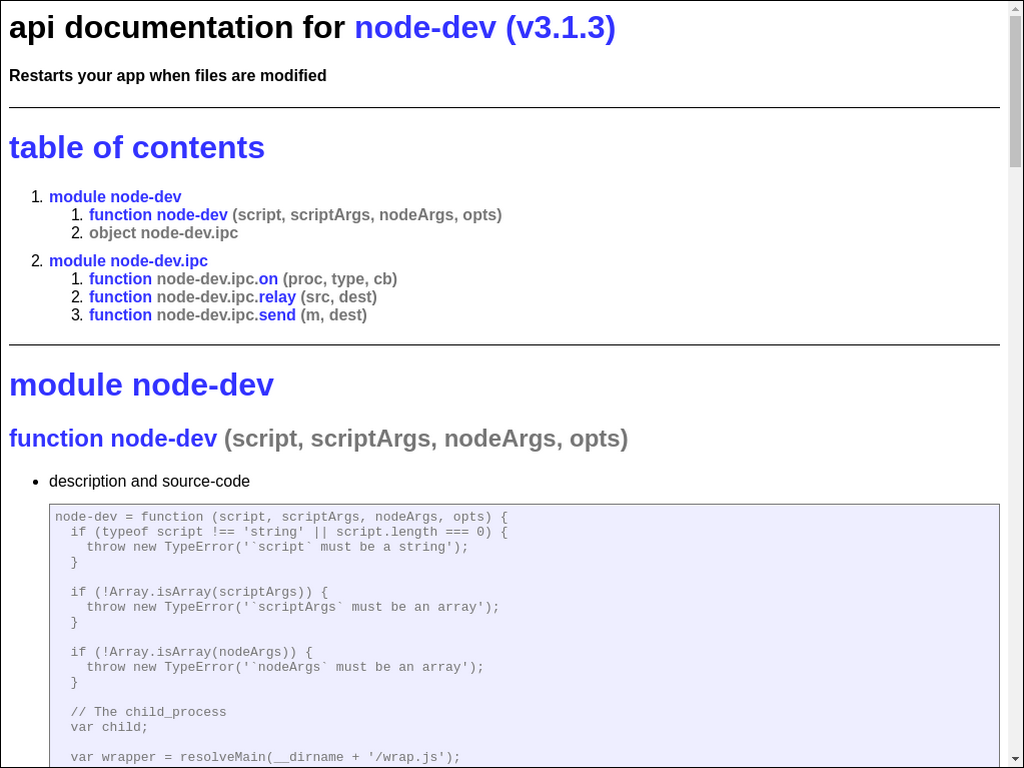 api documentation for node-dev (v3.1.3)
Restarts your app when files are modified
table of contents
1. module node-dev
1. function node-dev (script, scriptArgs, nodeArgs, opts)
2. object node-dev.ipc
2. module node-dev.ipc
1. function node-dev.ipc.on (proc, type, cb)
2. function node-dev.ipc.relay (src, dest)
3. function node-dev.ipc.send (m, dest)
module node-dev
function node-dev (script, scriptArgs, nodeArgs, opts)
• description and source-code
node-dev = function (script, scriptArgs, nodeArgs, opts) {
  if (typeof script !== 'string' || script.length === 0) {
    throw new TypeError('`script` must be a string');
  }
  if (!Array.isArray(scriptArgs)) {
    throw new TypeError('`scriptArgs` must be an array');
  }
  if (!Array.isArray(nodeArgs)) {
    throw new TypeError('`nodeArgs` must be an array');
  }
  // The child_process
  var child;
  var wrapper = resolveMain(__dirname + '/wrap.js');